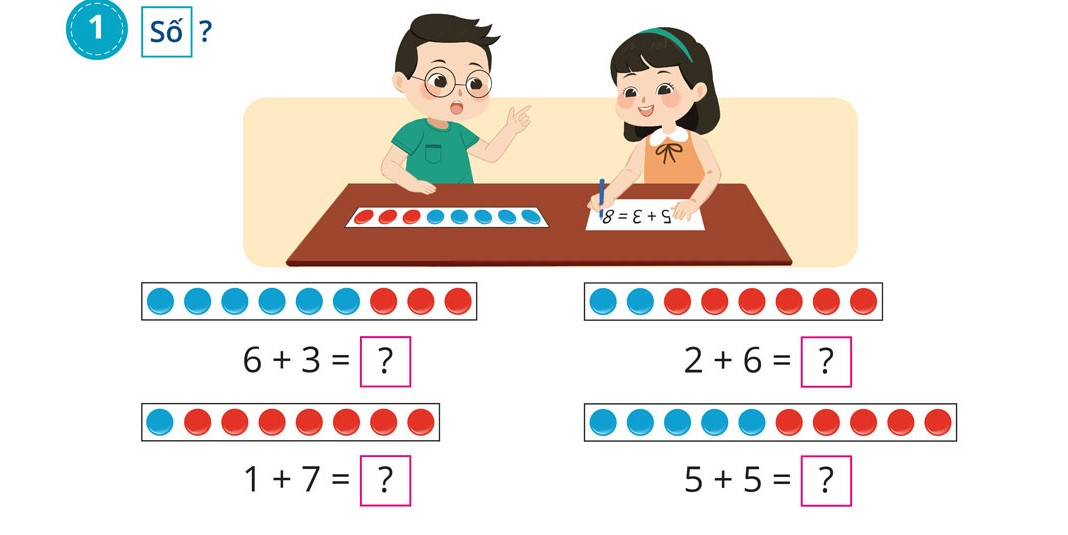 1 Số ?
5 + 3 = 8
6 + 3 = ?
2 + 6 = ?
1 + 7 = ?
5 + 5 = ?